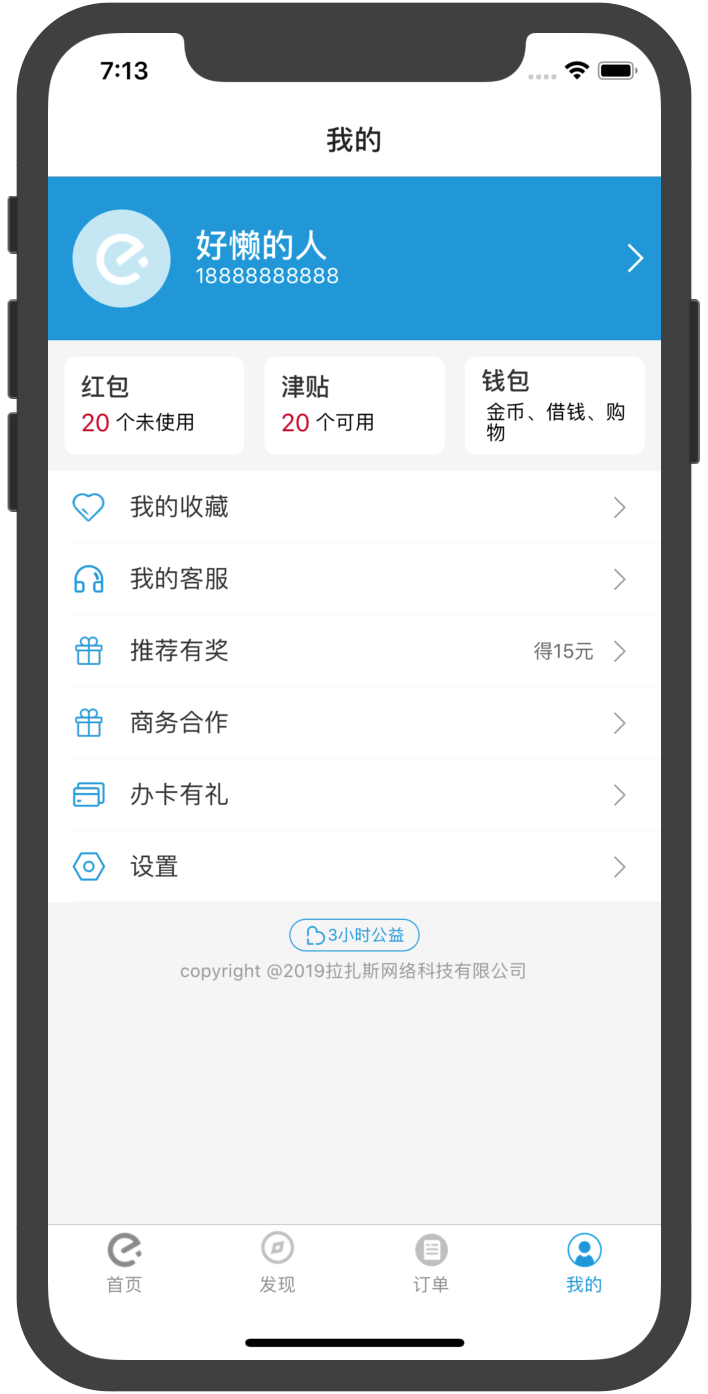 7:13
我的
好懒的人
18888888888
红包
20 个未使用
津贴
20 个可用
钱包
金币、借钱、购
物
我的收藏
我的客服
推荐有奖 得15元
商务合作
办卡有礼
设置
3小时公益
copyright @2019拉扎斯网络科技有限公司
首页 发现 订单 我的